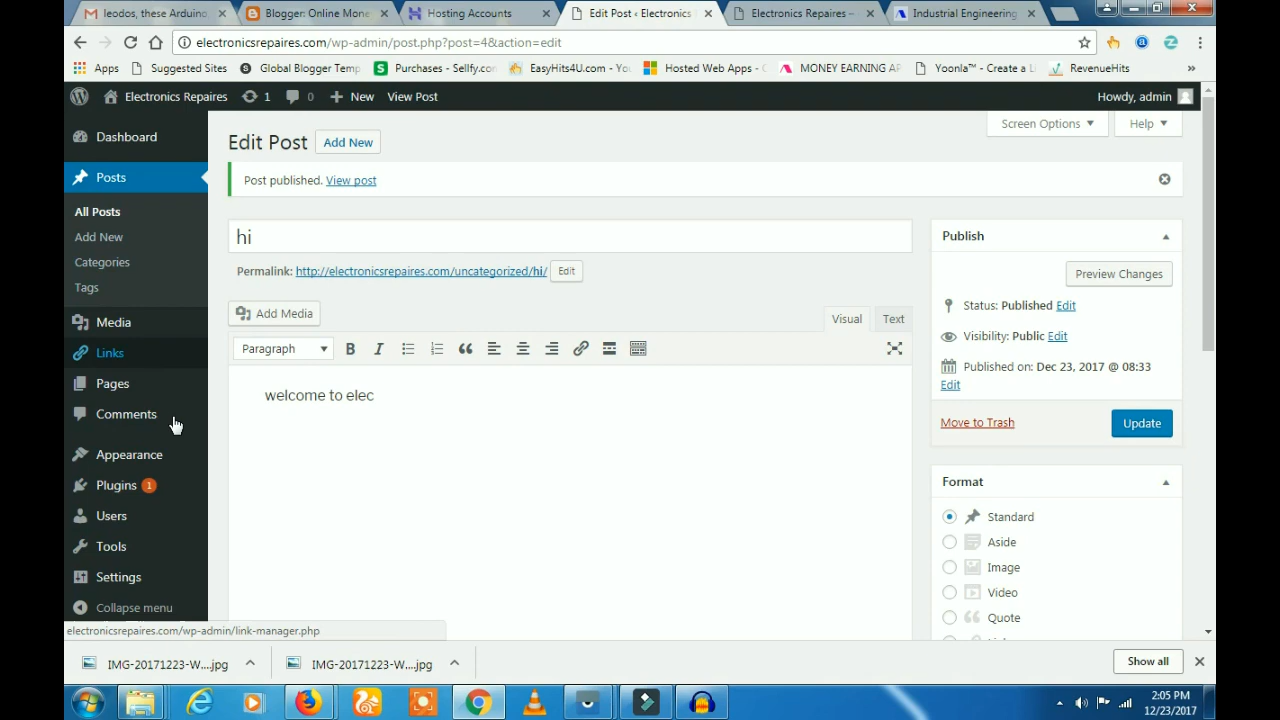 leodos, these Arduino
Blogger: Online Mone
Hosting Accounts
Edit Post ‹ Electronics
Electronics Repaires –
Industrial Engineering
electronicsrepaires.com/wp-admin/post.php?post=4&action=edit
Apps
Suggested Sites
Global Blogger Temp
Purchases - Sellfy.co
EasyHits4U.com - Yo
Hosted Web Apps -
MONEY EARNING AP
Yoonla™ - Create a L
RevenueHits
»
Electronics Repaires
1
0
New
View Post
Howdy, admin
Dashboard
Posts
All Posts
Add New
Categories
Tags
Media
Links
Pages
Comments
Appearance
Plugins 1
Users
Tools
Settings
Collapse menu
Screen Options
Help
Edit Post
Add New
Post published. View post
hi
Permalink: http://electronicsrepaires.com/uncategorized/hi/ Edit
Add Media
Visual
Text
Paragraph
welcome to elec
Publish
Preview Changes
Status: Published Edit
Visibility: Public Edit
Published on: Dec 23, 2017 @ 08:33
Edit
Move to Trash
Update
Format
Standard
Aside
Image
Video
Quote
electronicsrepaires.com/wp-admin/link-manager.php
IMG-20171223-W....jpg
IMG-20171223-W....jpg
Show all
2:05 PM
12/23/2017